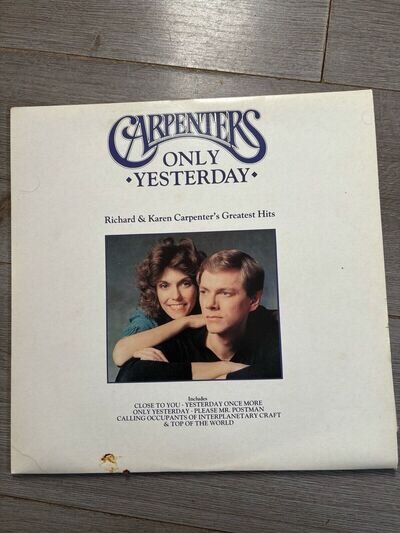 CARPENTERS
ONLY
YESTERDAY
Richard & Karen Carpenter's Greatest Hits
Includes
CLOSE TO YOU · YESTERDAY ONCE MORE
ONLY YESTERDAY · PLEASE MR. POSTMAN
CALLING OCCUPANTS OF INTERPLANETARY CRAFT
& TOP OF THE WORLD